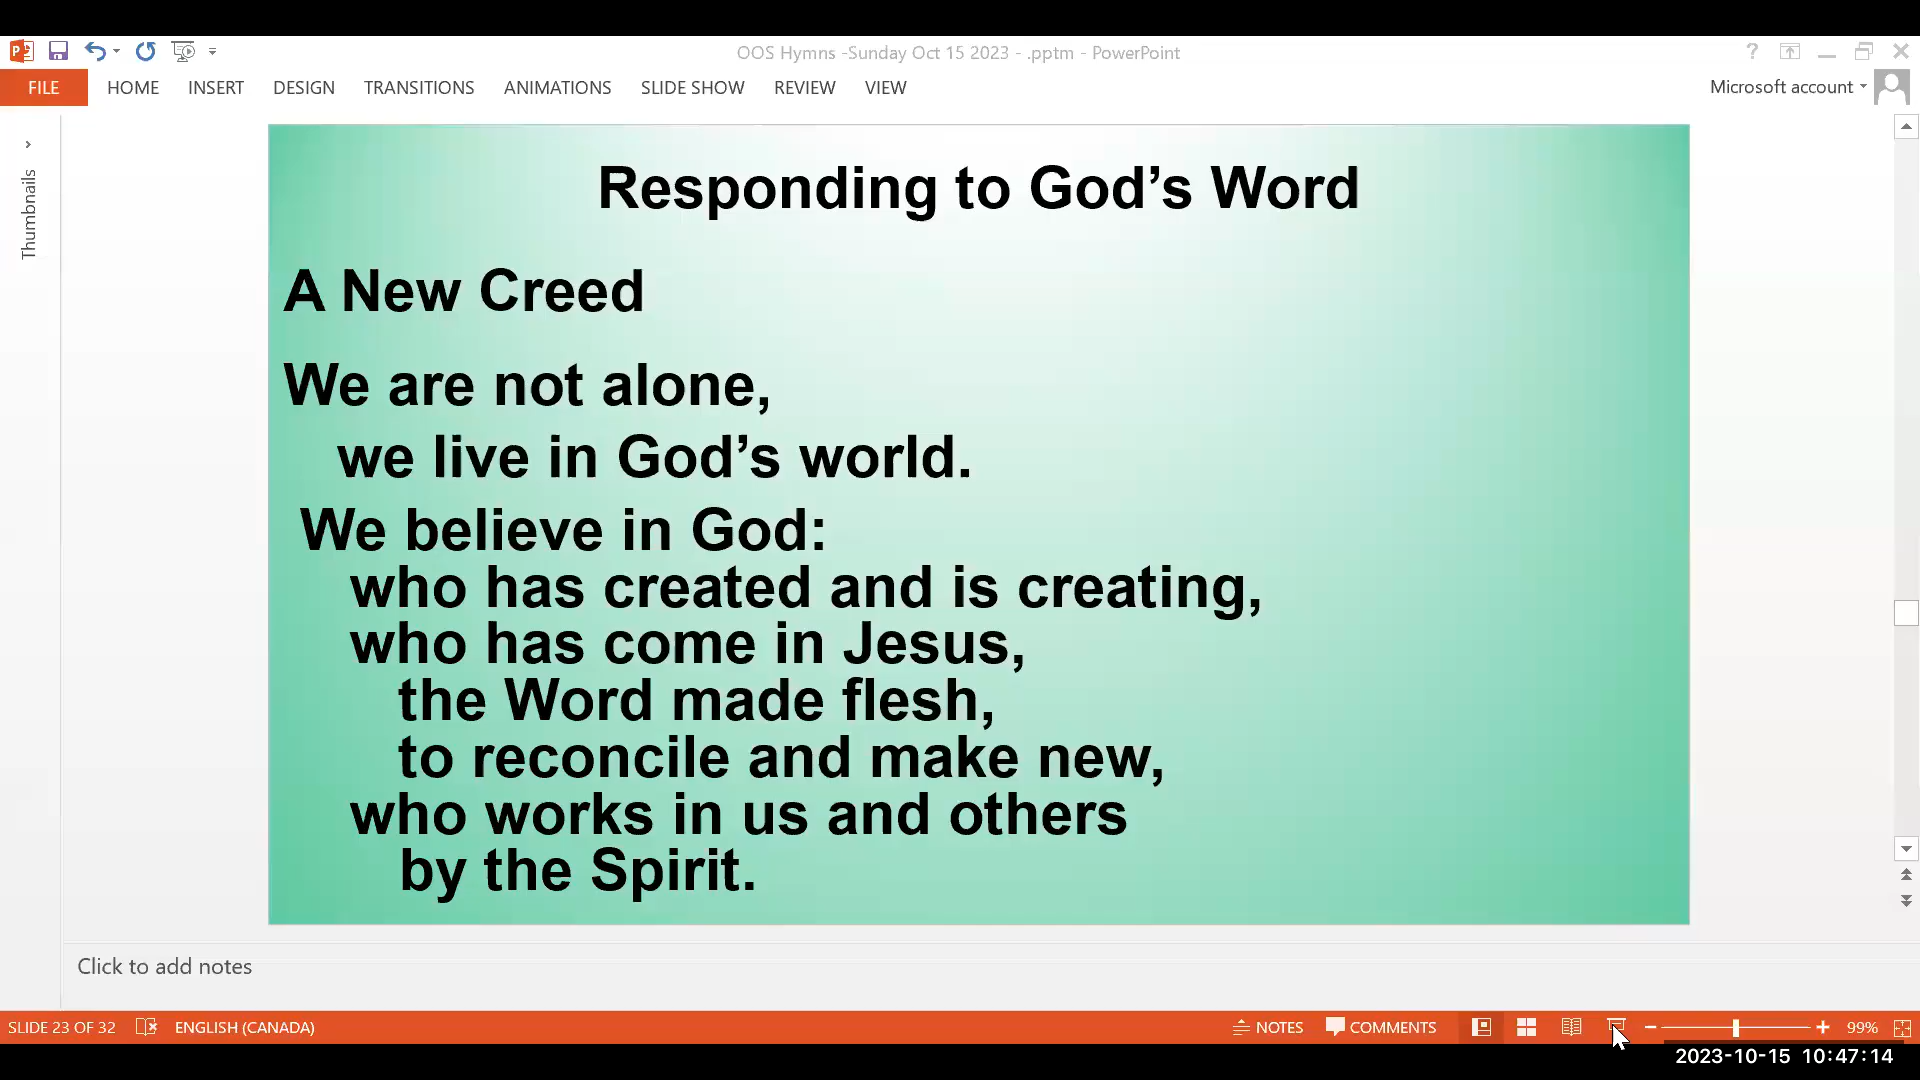 OOS Hymns -Sunday Oct 15 2023 - .pptm - PowerPoint
FILE HOME INSERT DESIGN TRANSITIONS ANIMATIONS SLIDE SHOW REVIEW VIEW Microsoft account
Thumbnails
Responding to God’s Word
A New Creed
We are not alone,
we live in God’s world.
We believe in God:
who has created and is creating,
who has come in Jesus,
the Word made flesh,
to reconcile and make new,
who works in us and others
by the Spirit.
Click to add notes
SLIDE 23 OF 32 ENGLISH (CANADA) NOTES COMMENTS 99%
2023-10-15 10:47:14